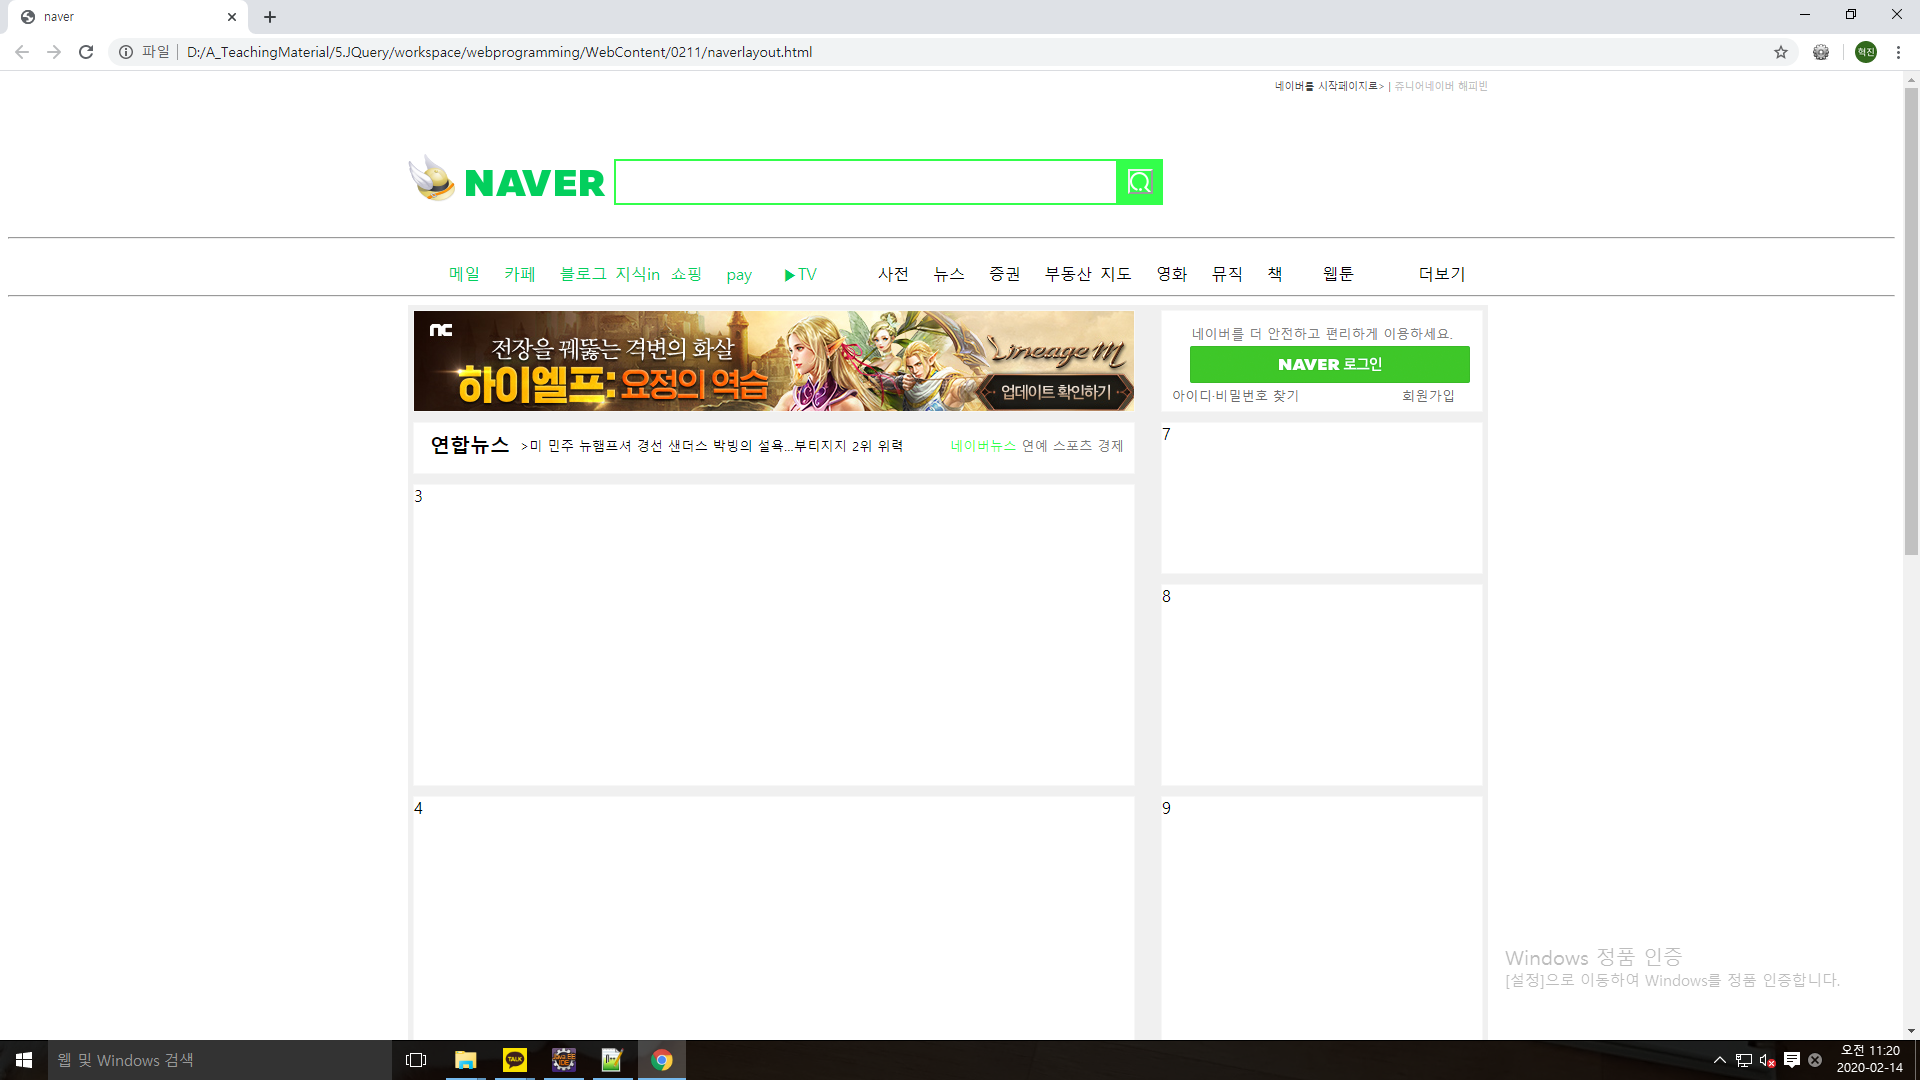 naver
파일 D:/A_TeachingMaterial/5.JQuery/workspace/webprogramming/WebContent/0211/naverlayout.html
혁진
네이버를 시작페이지로> | 쥬니어네이버 해피빈
NAVER
메일 카페 블로그 지식in 쇼핑 pay ▶TV 사전 뉴스 증권 부동산 지도 영화 뮤직 책 웹툰 더보기
nc
전장을 꿰뚫는 격변의 화살
하이엘프: 요정의 역습
Lineage M
업데이트 확인하기
네이버를 더 안전하고 편리하게 이용하세요.
NAVER 로그인
아이디·비밀번호 찾기 회원가입
연합뉴스 >미 민주 뉴햄프셔 경선 샌더스 박빙의 설욕...부티지지 2위 위력 네이버뉴스 연예 스포츠 경제
7
3
8
4
9
Windows 정품 인증
[설정]으로 이동하여 Windows를 정품 인증합니다.
웹 및 Windows 검색
TALK
오전 11:20
2020-02-14